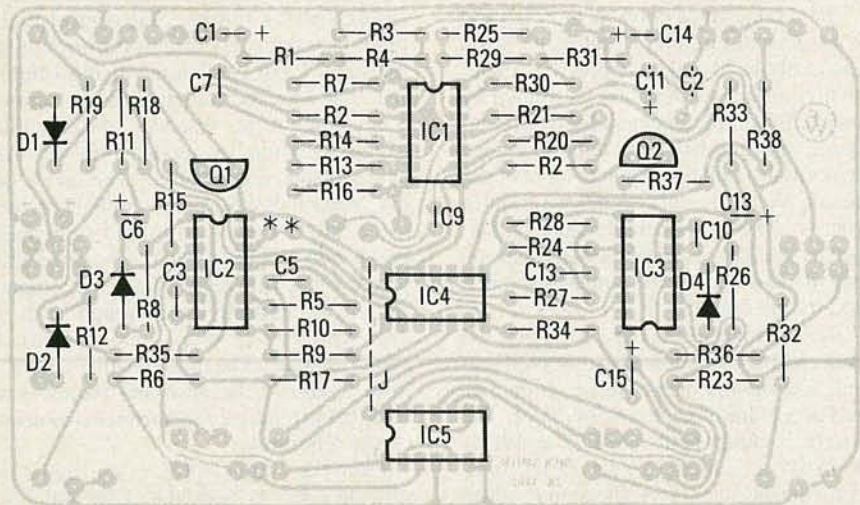 C1 + R3 R25 + C14
R1 R4 R29 R31
C7 R7 R30 C11 C2
R19 R18 R2 IC1 R21 + R33
D1 R11 R14 R20 R38
Q1 R13 R2 Q2
R16 R37
+ R15 C13
C6 ** C9 R28 + 
IC2 R24 IC3 C10
D3 C3 C5 IC4 C13 D4 R26
R8 R5 R27
R12 R10 R34 R32
D2 R35 R9 + R36
R6 R17 J C15 R23
IC5